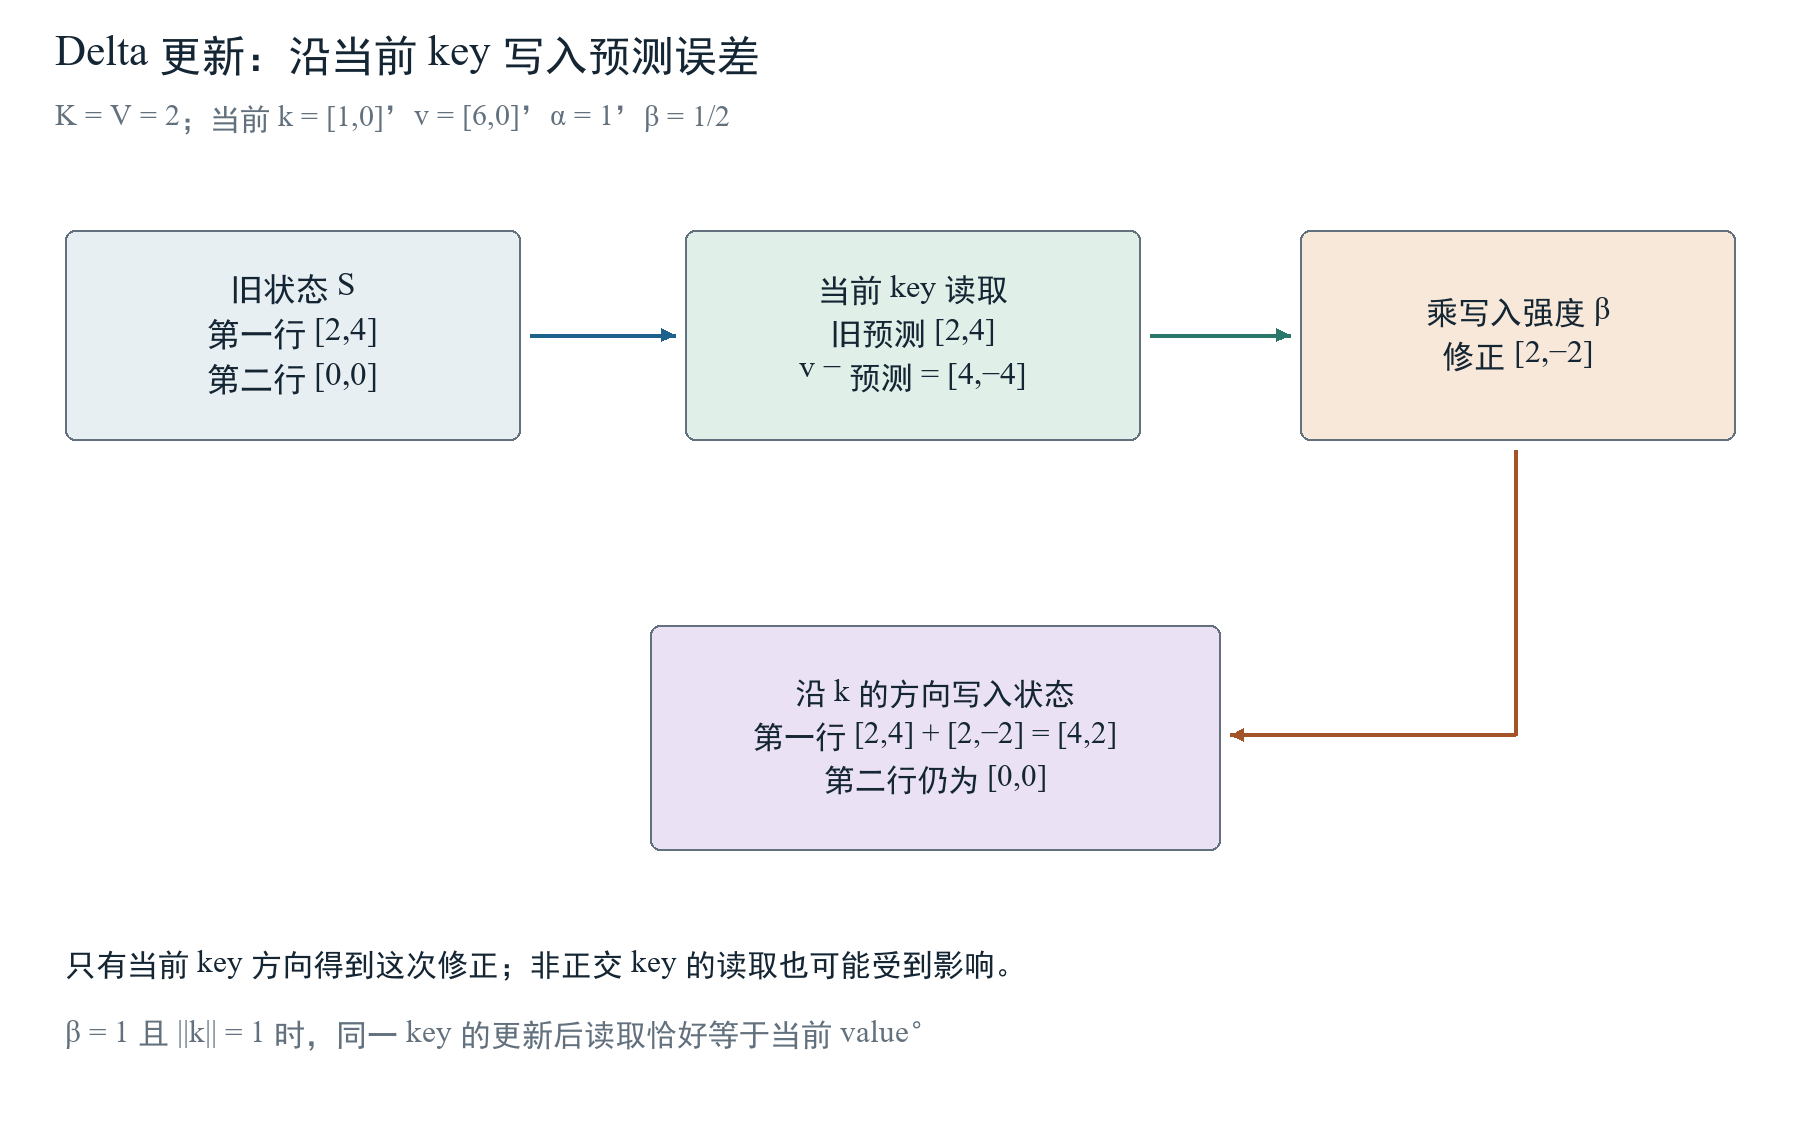 Delta 更新：沿当前 key 写入预测误差
K = V = 2；当前 k = [1,0]，v = [6,0]，α = 1，β = 1/2
旧状态 S
第一行 [2,4]
第二行 [0,0]
当前 key 读取
旧预测 [2,4]
v − 预测 = [4,−4]
乘写入强度 β
修正 [2,−2]
沿 k 的方向写入状态
第一行 [2,4] + [2,−2] = [4,2]
第二行仍为 [0,0]
只有当前 key 方向得到这次修正；非正交 key 的读取也可能受到影响。
β = 1 且 ||k|| = 1 时，同一 key 的更新后读取恰好等于当前 value。